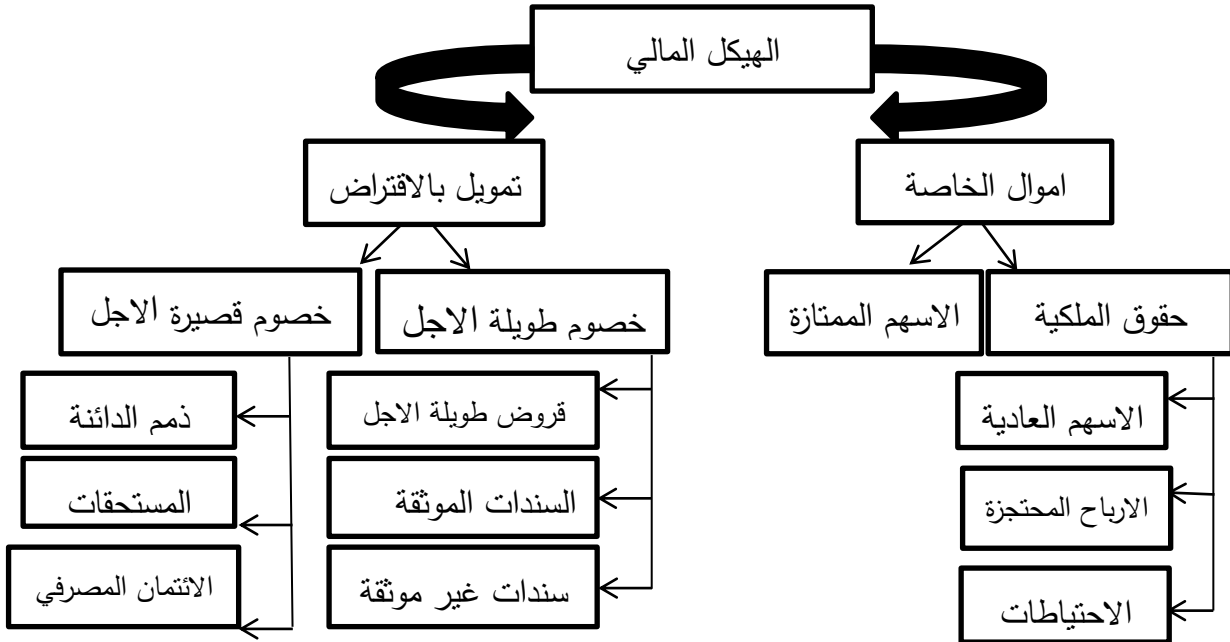 الهيكل المالي
اموال الخاصة
تمويل بالاقتراض
حقوق الملكية
الاسهم الممتازة
خصوم طويلة الاجل
خصوم قصيرة الاجل
الاسهم العادية
قروض طويلة الاجل
ذمم الدائنة
الارباح المحتجزة
السندات الموثقة
المستحقات
الاحتياطات
سندات غير موثقة
الائتمان المصرفي